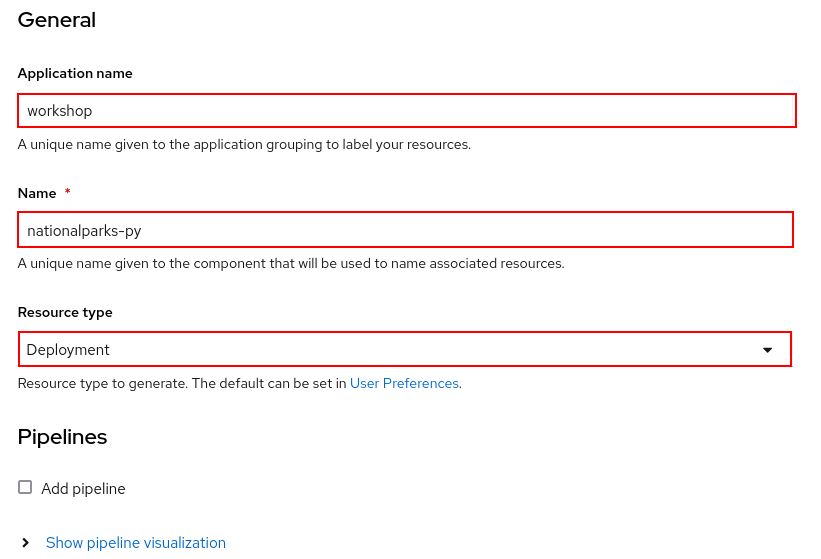 General
Application name
workshop
A unique name given to the application grouping to label your resources.
Name *
nationalparks-py
A unique name given to the component that will be used to name associated resources.
Resource type
Deployment
Resource type to generate. The default can be set in User Preferences.
Pipelines
Add pipeline
Show pipeline visualization